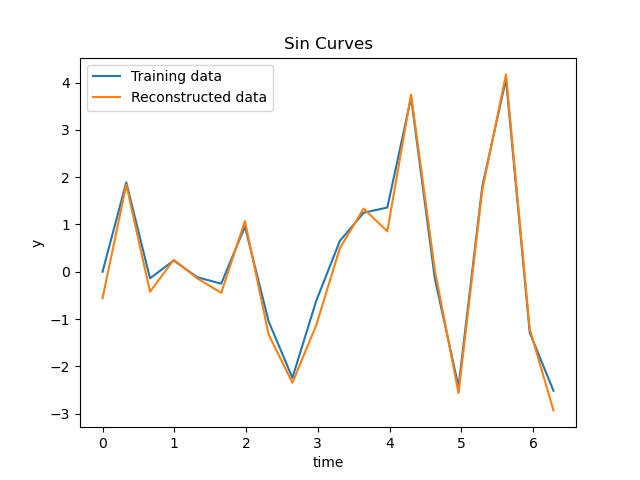 Sin Curves
Training data
Reconstructed data
4
3
2
1
0
−1
−2
−3
y
0 1 2 3 4 5 6
time